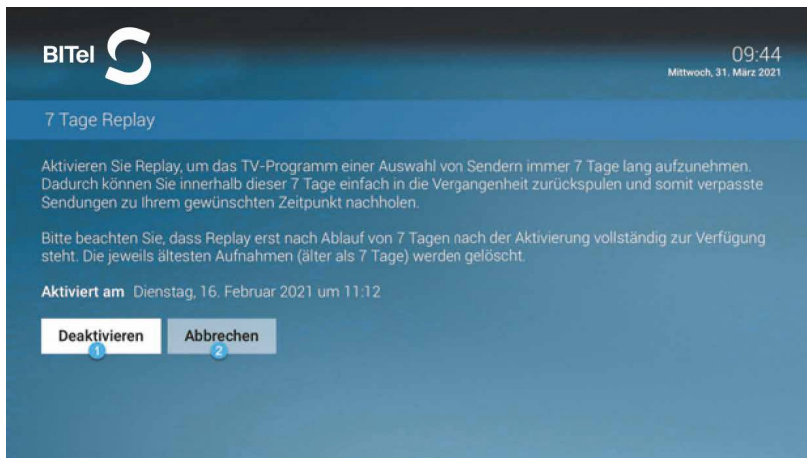 BITel
09:44
Mittwoch, 31. März 2021
7 Tage Replay
Aktivieren Sie Replay, um das TV-Programm einer Auswahl von Sendern immer 7 Tage lang aufzunehmen.
Dadurch können Sie innerhalb dieser 7 Tage einfach in die Vergangenheit zurückspulen und somit verpasste
Sendungen zu Ihrem gewünschten Zeitpunkt nachholen.
Bitte beachten Sie, dass Replay erst nach Ablauf von 7 Tagen nach der Aktivierung vollständig zur Verfügung
steht. Die jeweils ältesten Aufnahmen (älter als 7 Tage) werden gelöscht.
Aktiviert am Dienstag, 16. Februar 2021 um 11:12
Deaktivieren Abbrechen
1 2